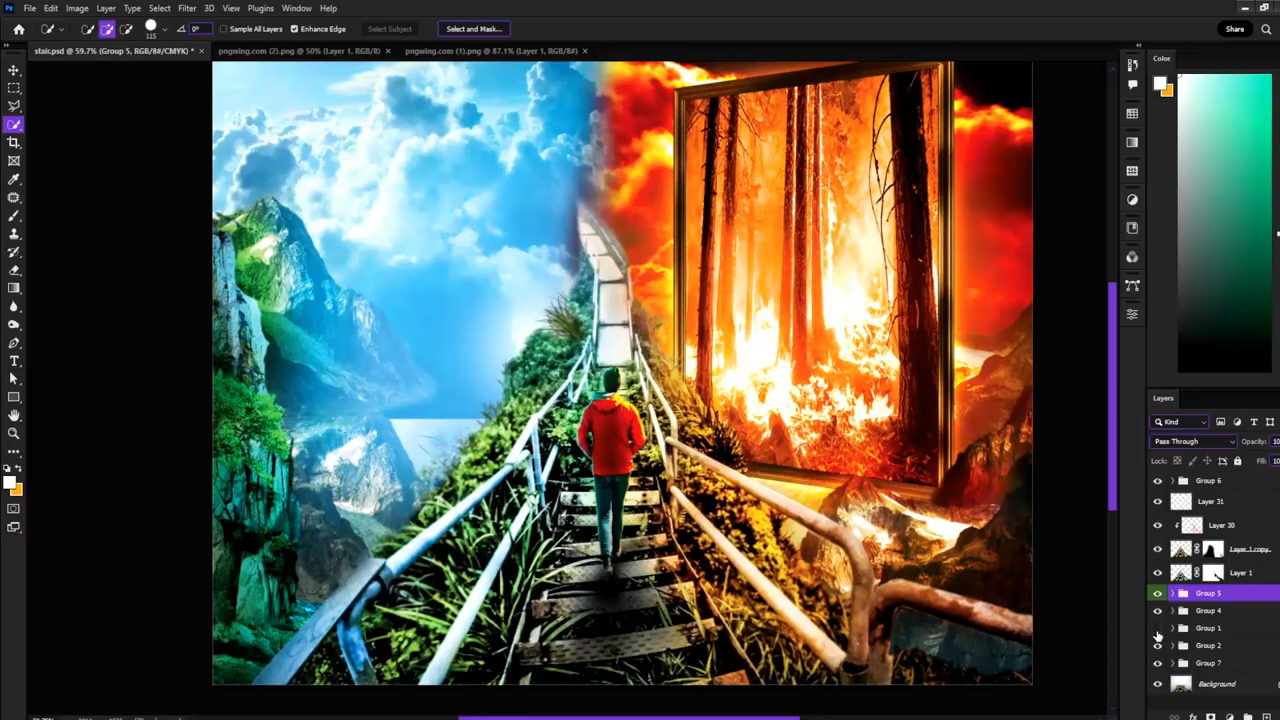 File Edit Image Layer Type Select Filter 3D View Plugins Window Help
115 0° Sample All Layers Enhance Edge Select Subject Select and Mask... Share
stair.psd @ 59.7% (Group 5, RGB/8#/CMYK) * × pngwing.com (2).png @ 50% (Layer 1, RGB/8) × pngwing.com (1).png @ 87.1% (Layer 1, RGB/8#) ×
Color
Layers
Kind
Pass Through Opacity: 10
Lock: Fill: 10
Group 6
Layer 31
Layer 30
Layer 1 copy
Layer 1
Group 5
Group 4
Group 1
Group 2
Group 7
Background